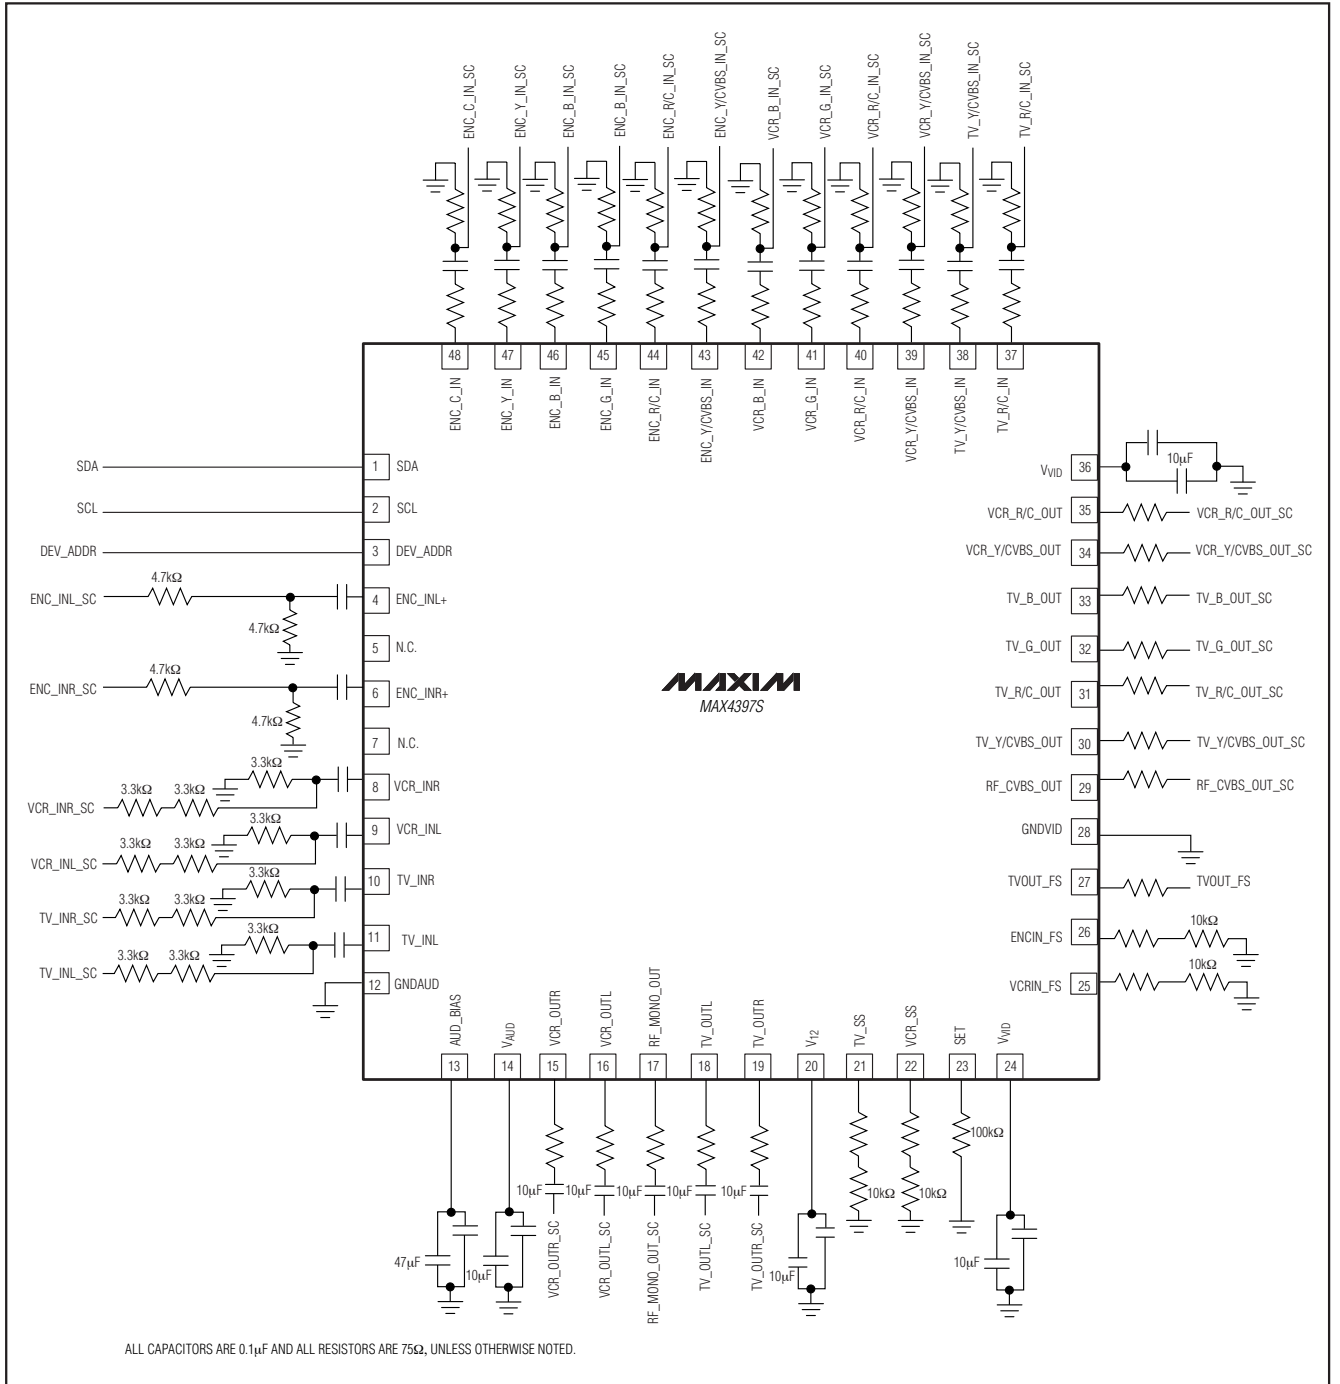 ENC_C_IN_SC
ENC_Y_IN_SC
ENC_B_IN_SC
ENC_B_IN_SC
ENC_R/C_IN_SC
ENC_Y/CVBS_IN_SC
VCR_B_IN_SC
VCR_G_IN_SC
VCR_R/C_IN_SC
VCR_Y/CVBS_IN_SC
TV_Y/CVBS_IN_SC
TV_R/C_IN_SC
48
47
46
45
44
43
42
41
40
39
38
37
ENC_C_IN
ENC_Y_IN
ENC_B_IN
ENC_G_IN
ENC_R/C_IN
ENC_Y/CVBS_IN
VCR_B_IN
VCR_G_IN
VCR_R/C_IN
VCR_Y/CVBS_IN
TV_Y/CVBS_IN
TV_R/C_IN
SDA
1
SDA
SCL
2
SCL
DEV_ADDR
3
DEV_ADDR
4.7kΩ
ENC_INL_SC
4
ENC_INL+
4.7kΩ
5
N.C.
4.7kΩ
ENC_INR_SC
6
ENC_INR+
4.7kΩ
7
N.C.
3.3kΩ
8
VCR_INR
3.3kΩ
3.3kΩ
VCR_INR_SC
3.3kΩ
9
VCR_INL
3.3kΩ
3.3kΩ
VCR_INL_SC
3.3kΩ
10
TV_INR
3.3kΩ
3.3kΩ
TV_INR_SC
3.3kΩ
11
TV_INL
3.3kΩ
3.3kΩ
TV_INL_SC
12
GNDAUD
MAXIM
MAX4397S
VVID
36
10µF
VCR_R/C_OUT
35
VCR_R/C_OUT_SC
VCR_Y/CVBS_OUT
34
VCR_Y/CVBS_OUT_SC
TV_B_OUT
33
TV_B_OUT_SC
TV_G_OUT
32
TV_G_OUT_SC
TV_R/C_OUT
31
TV_R/C_OUT_SC
TV_Y/CVBS_OUT
30
TV_Y/CVBS_OUT_SC
RF_CVBS_OUT
29
RF_CVBS_OUT_SC
GNDVID
28
TVOUT_FS
27
TVOUT_FS
ENCIN_FS
26
10kΩ
VCRIN_FS
25
10kΩ
AUD_BIAS
VAUD
VCR_OUTR
VCR_OUTL
RF_MONO_OUT
TV_OUTL
TV_OUTR
V12
TV_SS
VCR_SS
SET
VVID
13
14
15
16
17
18
19
20
21
22
23
24
100kΩ
10µF
10µF
10µF
10µF
10µF
10kΩ
10kΩ
47µF
10µF
10µF
10µF
VCR_OUTR_SC
VCR_OUTL_SC
RF_MONO_OUT_SC
TV_OUTL_SC
TV_OUTR_SC
ALL CAPACITORS ARE 0.1µF AND ALL RESISTORS ARE 75Ω, UNLESS OTHERWISE NOTED.